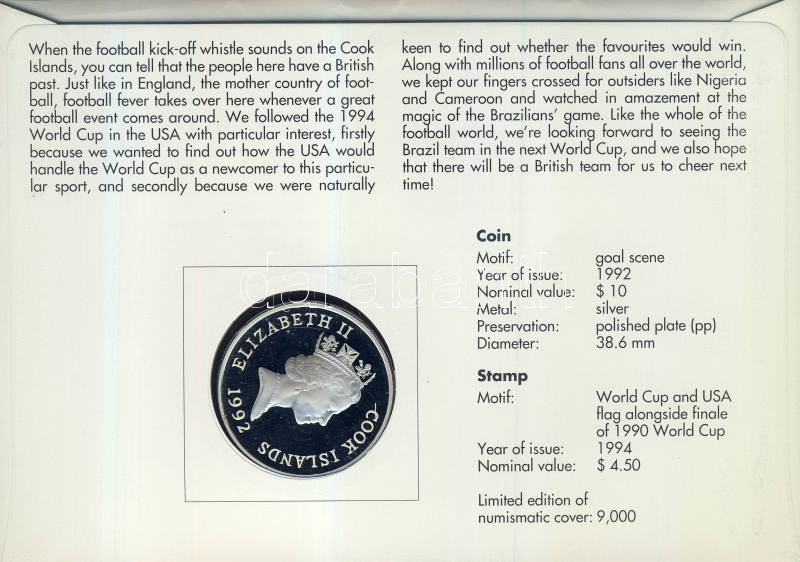 When the football kick-off whistle sounds on the Cook
Islands, you can tell that the people here have a British
past. Just like in England, the mother country of foot-
ball, football fever takes over here whenever a great
football event comes around. We followed the 1994
World Cup in the USA with particular interest, firstly
because we wanted to find out how the USA would
handle the World Cup as a newcomer to this particu-
lar sport, and secondly because we were naturally
keen to find out whether the favourites would win.
Along with millions of football fans all over the world,
we kept our fingers crossed for outsiders like Nigeria
and Cameroon and watched in amazement at the
magic of the Brazilians’ game. Like the whole of the
football world, we’re looking forward to seeing the
Brazil team in the next World Cup, and we also hope
that there will be a British team for us to cheer next
time!
ELIZABETH II
COOK ISLANDS
1992
Coin
Motif: goal scene
Year of issue: 1992
Nominal value: $ 10
Metal: silver
Preservation: polished plate (pp)
Diameter: 38.6 mm
Stamp
Motif: World Cup and USA
flag alongside finale
of 1990 World Cup
Year of issue: 1994
Nominal value: $ 4.50
Limited edition of
numismatic cover: 9,000